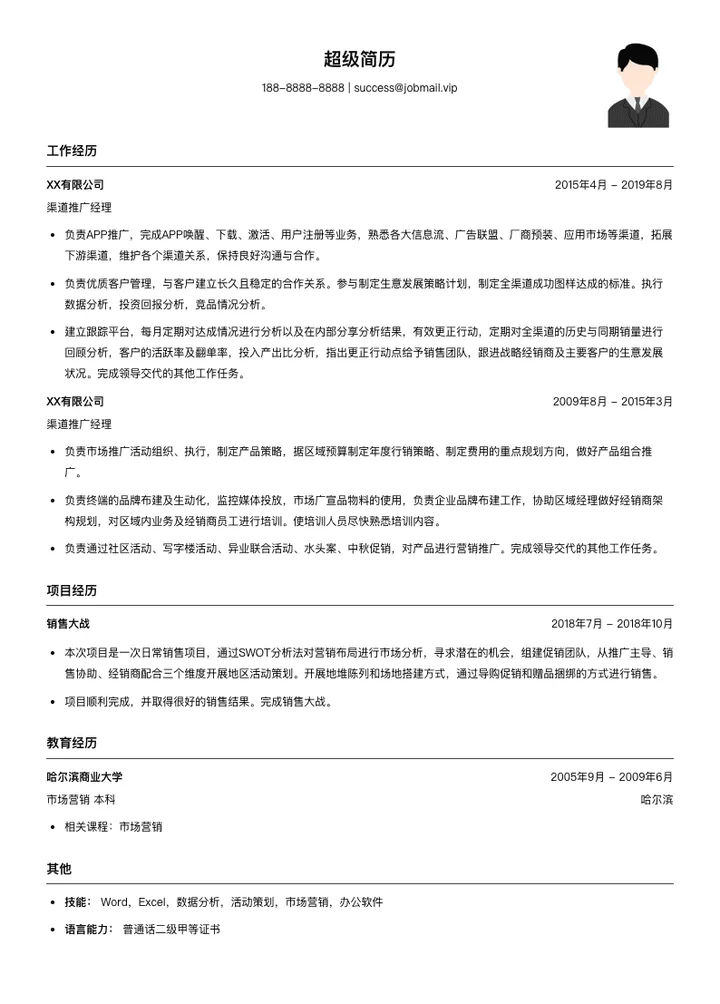 超级简历
188-8888-8888 | success@jobmail.vip
工作经历
XX有限公司 2015年4月 – 2019年8月
渠道推广经理
• 负责APP推广，完成APP唤醒、下载、激活、用户注册等业务，熟悉各大信息流、广告联盟、厂商预装、应用市场等渠道，拓展
下游渠道，维护各个渠道关系，保持良好沟通与合作。
• 负责优质客户管理，与客户建立长久且稳定的合作关系。参与制定生意发展策略计划，制定全渠道成功图样达成的标准。执行
数据分析，投资回报分析，竞品情况分析。
• 建立跟踪平台，每月定期对达成情况进行分析以及在内部分享分析结果，有效更正行动，定期对全渠道的历史与同期销量进行
回顾分析，客户的活跃率及翻单率，投入产出比分析，指出更正行动点给予销售团队，跟进战略经销商及主要客户的生意发展
状况。完成领导交代的其他工作任务。
XX有限公司 2009年8月 – 2015年3月
渠道推广经理
• 负责市场推广活动组织、执行，制定产品策略，据区域预算制定年度行销策略、制定费用的重点规划方向，做好产品组合推
广。
• 负责终端的品牌布建及生动化，监控媒体投放，市场广宣品物料的使用，负责企业品牌布建工作，协助区域经理做好经销商架
构规划，对区域内业务及经销商员工进行培训。使培训人员尽快熟悉培训内容。
• 负责通过社区活动、写字楼活动、异业联合活动、水头案、中秋促销，对产品进行营销推广。完成领导交代的其他工作任务。
项目经历
销售大战 2018年7月 – 2018年10月
• 本次项目是一次日常销售项目，通过SWOT分析法对营销布局进行市场分析，寻求潜在的机会，组建促销团队，从推广主导、销
售协助、经销商配合三个维度开展地区活动策划。开展地堆陈列和场地搭建方式，通过导购促销和赠品捆绑的方式进行销售。
• 项目顺利完成，并取得很好的销售结果。完成销售大战。
教育经历
哈尔滨商业大学 2005年9月 – 2009年6月
市场营销 本科 哈尔滨
• 相关课程：市场营销
其他
• 技能： Word，Excel，数据分析，活动策划，市场营销，办公软件
• 语言能力： 普通话二级甲等证书